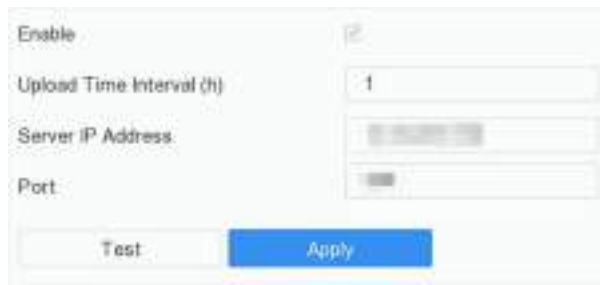 Enable
Upload Time Interval (h) 1
Server IP Address
Port
Test Apply